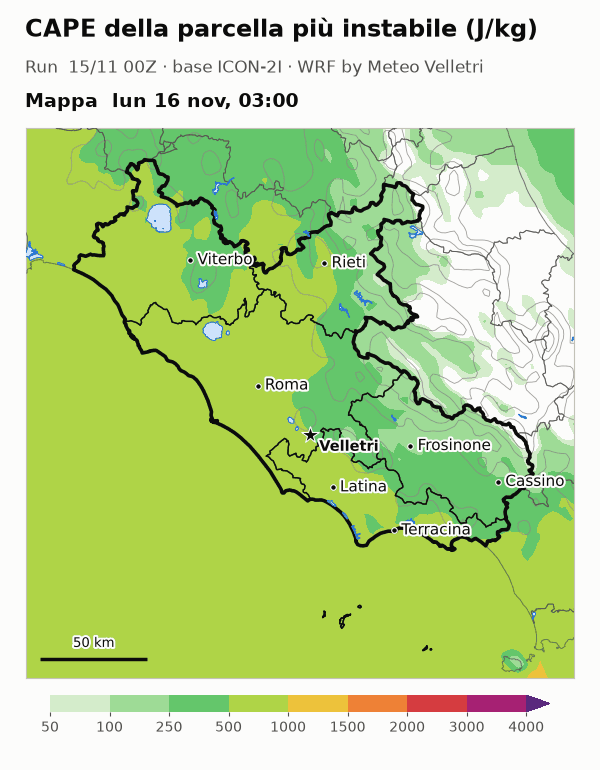 CAPE della parcella più instabile (J/kg)
Run  15/11 00Z · base ICON-2I · WRF by Meteo Velletri
Mappa  lun 16 nov, 03:00
Viterbo
Rieti
Roma
Velletri
Frosinone
Latina
Cassino
Terracina
50 km
50 100 250 500 1000 1500 2000 3000 4000